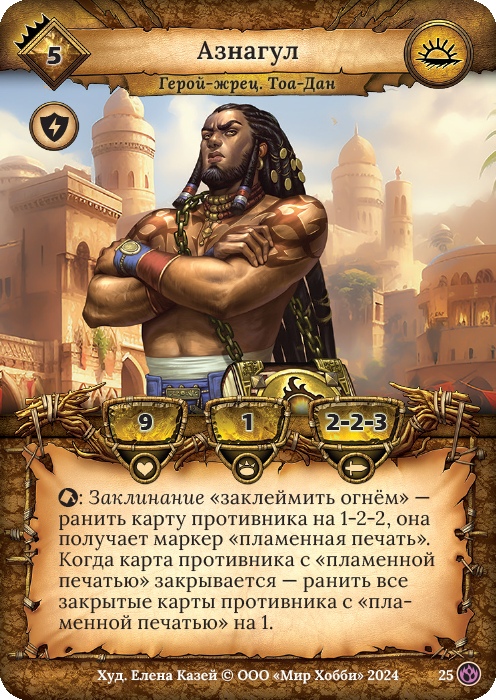 5
Азнагул
Герой-жрец. Тоа-Дан
9
1
2-2-3
: Заклинание «заклеймить огнём» —
ранить карту противника на 1-2-2, она
получает маркер «пламенная печать».
Когда карта противника с «пламенной
печатью» закрывается — ранить все
закрытые карты противника с «пла-
менной печатью» на 1.
Худ. Елена Казей © ООО «Мир Хобби» 2024
25